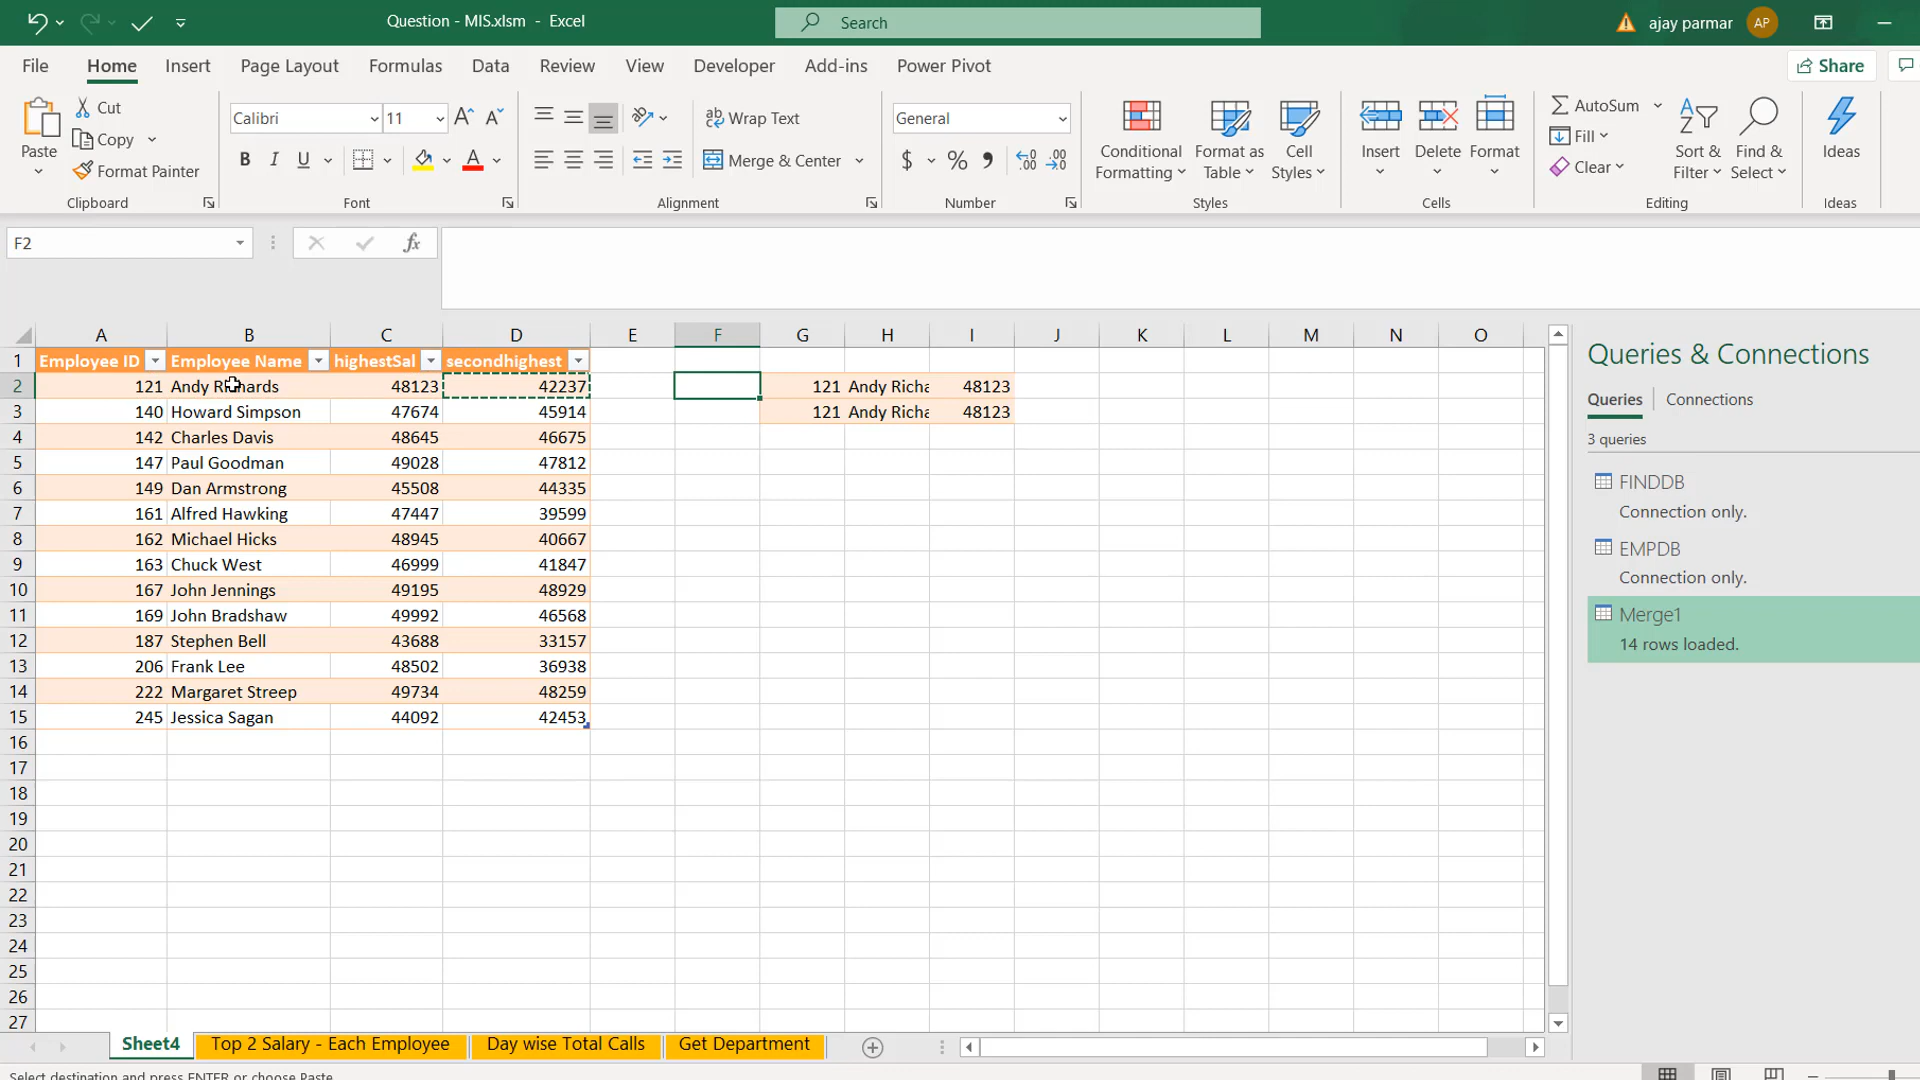 Question - MIS.xlsm - Excel
Search
ajay parmar
AP
File Home Insert Page Layout Formulas Data Review View Developer Add-ins Power Pivot
Share
Paste
Cut
Copy
Format Painter
Clipboard
Calibri 11
B I U
Font
Wrap Text
Merge & Center
Alignment
General
$ %
Number
Conditional Formatting
Format as Table
Cell Styles
Styles
Insert Delete Format
Cells
AutoSum
Fill
Clear
Sort & Filter
Find & Select
Editing
Ideas
Ideas
F2
fx
A B C D E F G H I J K L M N O
1 Employee ID Employee Name highestSal secondhighest
2 121 Andy Richards 48123 42237 121 Andy Richa 48123
3 140 Howard Simpson 47674 45914 121 Andy Richa 48123
4 142 Charles Davis 48645 46675
5 147 Paul Goodman 49028 47812
6 149 Dan Armstrong 45508 44335
7 161 Alfred Hawking 47447 39599
8 162 Michael Hicks 48945 40667
9 163 Chuck West 46999 41847
10 167 John Jennings 49195 48929
11 169 John Bradshaw 49992 46568
12 187 Stephen Bell 43688 33157
13 206 Frank Lee 48502 36938
14 222 Margaret Streep 49734 48259
15 245 Jessica Sagan 44092 42453
16
17
18
19
20
21
22
23
24
25
26
27
Queries & Connections
Queries Connections
3 queries
FINDDB
Connection only.
EMPDB
Connection only.
Merge1
14 rows loaded.
Sheet4 Top 2 Salary - Each Employee Day wise Total Calls Get Department
Select destination and press ENTER or choose Paste